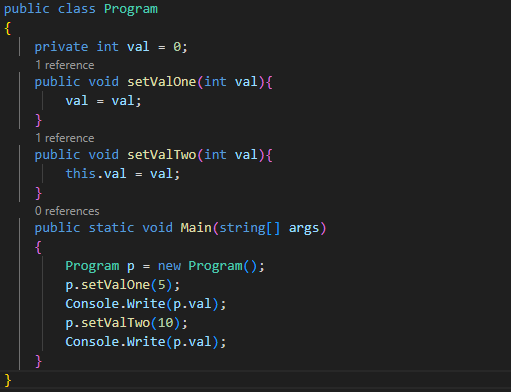 public class Program
{
private int val = 0;
1 reference
public void setValOne(int val){
val = val;
}
1 reference
public void setValTwo(int val){
this.val = val;
}
0 references
public static void Main(string[] args)
{
Program p = new Program();
p.setValOne(5);
Console.Write(p.val);
p.setValTwo(10);
Console.Write(p.val);
}
}